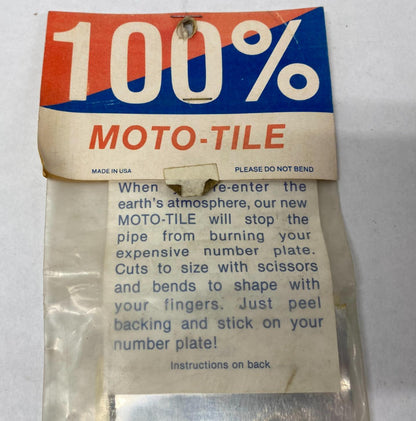 100%
MOTO-TILE
MADE IN USA PLEASE DO NOT BEND
When re-enter the
earth's atmosphere, our new
MOTO-TILE will stop the
pipe from burning your
expensive number plate.
Cuts to size with scissors
and bends to shape with
your fingers. Just peel
backing and stick on your
number plate!
Instructions on back